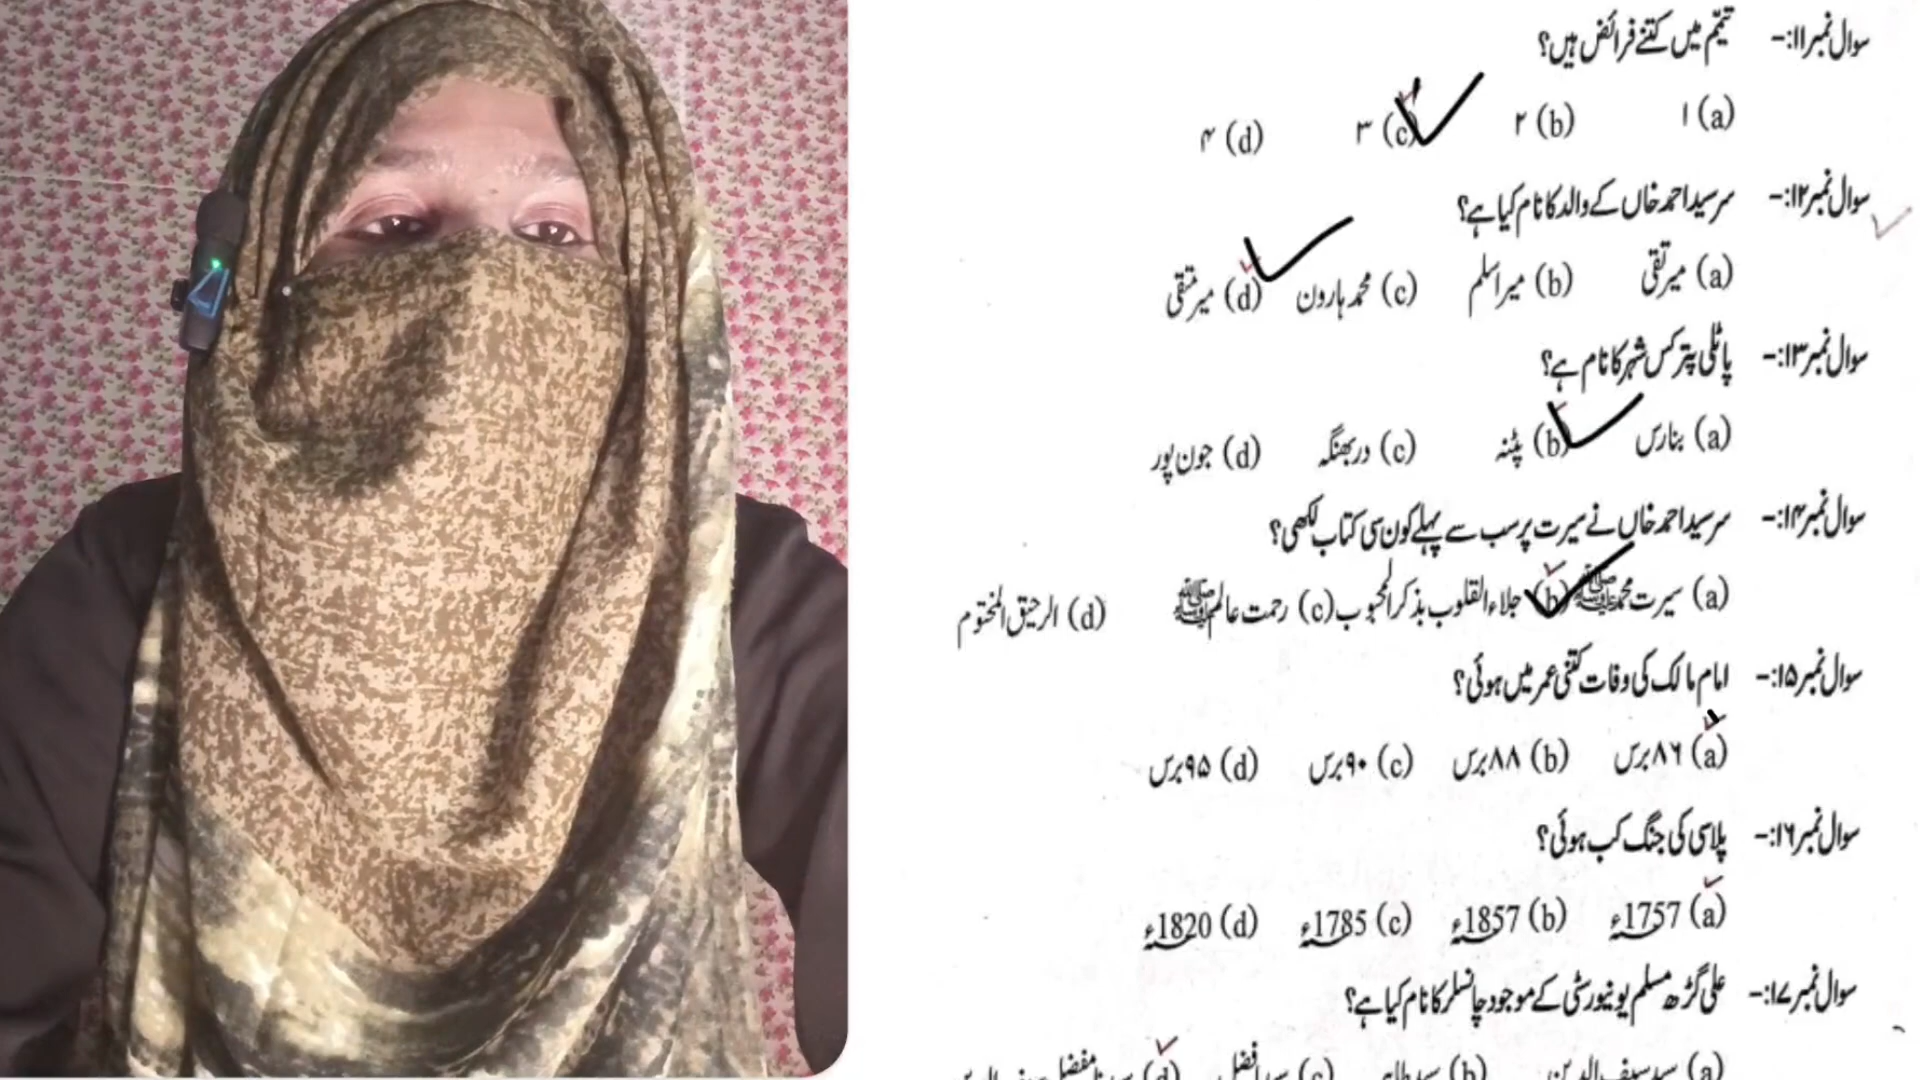 سوال نمبر۱۱:- تیمّم میں کتنے فرائض ہیں؟
(a) ۱ (b) ۲ (c) ۳ (d) ۴
سوال نمبر۱۲:- سرسید احمد خاں کے والد کا نام کیا ہے؟
(a) میر تقی (b) میر اسلم (c) محمد ہارون (d) میر متقی
سوال نمبر۱۳:- پاٹلی پتر کس شہر کا نام ہے؟
(a) بنارس (b) پٹنہ (c) دربھنگہ (d) جون پور
سوال نمبر۱۴:- سرسید احمد خاں نے سیرت پر سب سے پہلے کون سی کتاب لکھی؟
(a) سیرت محمد ﷺ (b) جلاء القلوب بذکر المحبوب (c) رحمت عالم ﷺ (d) الرحیق المختوم
سوال نمبر۱۵:- امام مالک کی وفات کتنی عمر میں ہوئی؟
(a) ۸۶ برس (b) ۸۸ برس (c) ۹۰ برس (d) ۹۵ برس
سوال نمبر۱۶:- پلاسی کی جنگ کب ہوئی؟
(a) 1757ء (b) 1857ء (c) 1785ء (d) 1820ء
سوال نمبر۱۷:- علی گڑھ مسلم یونیورسٹی کے موجود چانسلر کا نام کیا ہے؟
(a) (b) (c) (d)